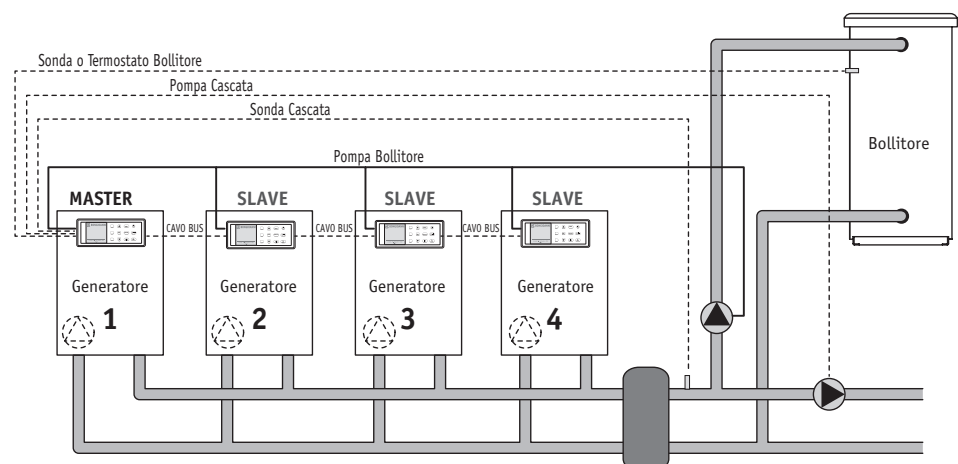 Sonda o Termostato Bollitore
Pompa Cascata
Sonda Cascata
Bollitore
Pompa Bollitore
MASTER SLAVE SLAVE SLAVE
CAVO BUS CAVO BUS CAVO BUS
Generatore Generatore Generatore Generatore
1 2 3 4